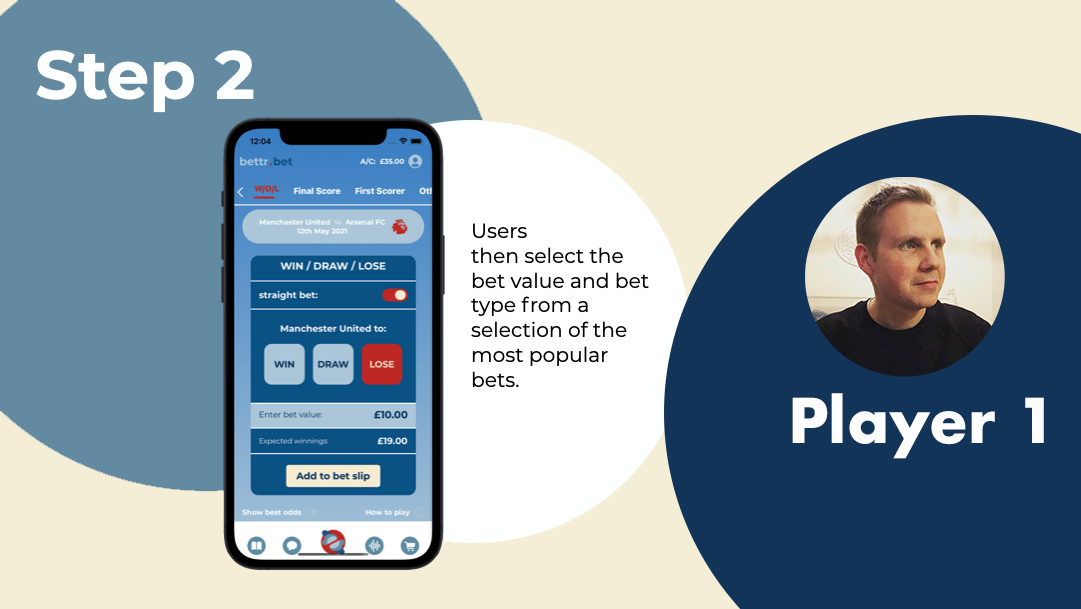 Step 2
12:04
bettr.bet
A/C: £35.00
W/D/L
Final Score
First Scorer
Oth
Manchester United vs Arsenal FC
12th May 2021
WIN / DRAW / LOSE
straight bet:
Manchester United to:
WIN
DRAW
LOSE
Enter bet value:
£10.00
Expected winnings:
£19.00
Add to bet slip
Show best odds
How to play
Users
then select the
bet value and bet
type from a
selection of the
most popular
bets.
Player 1